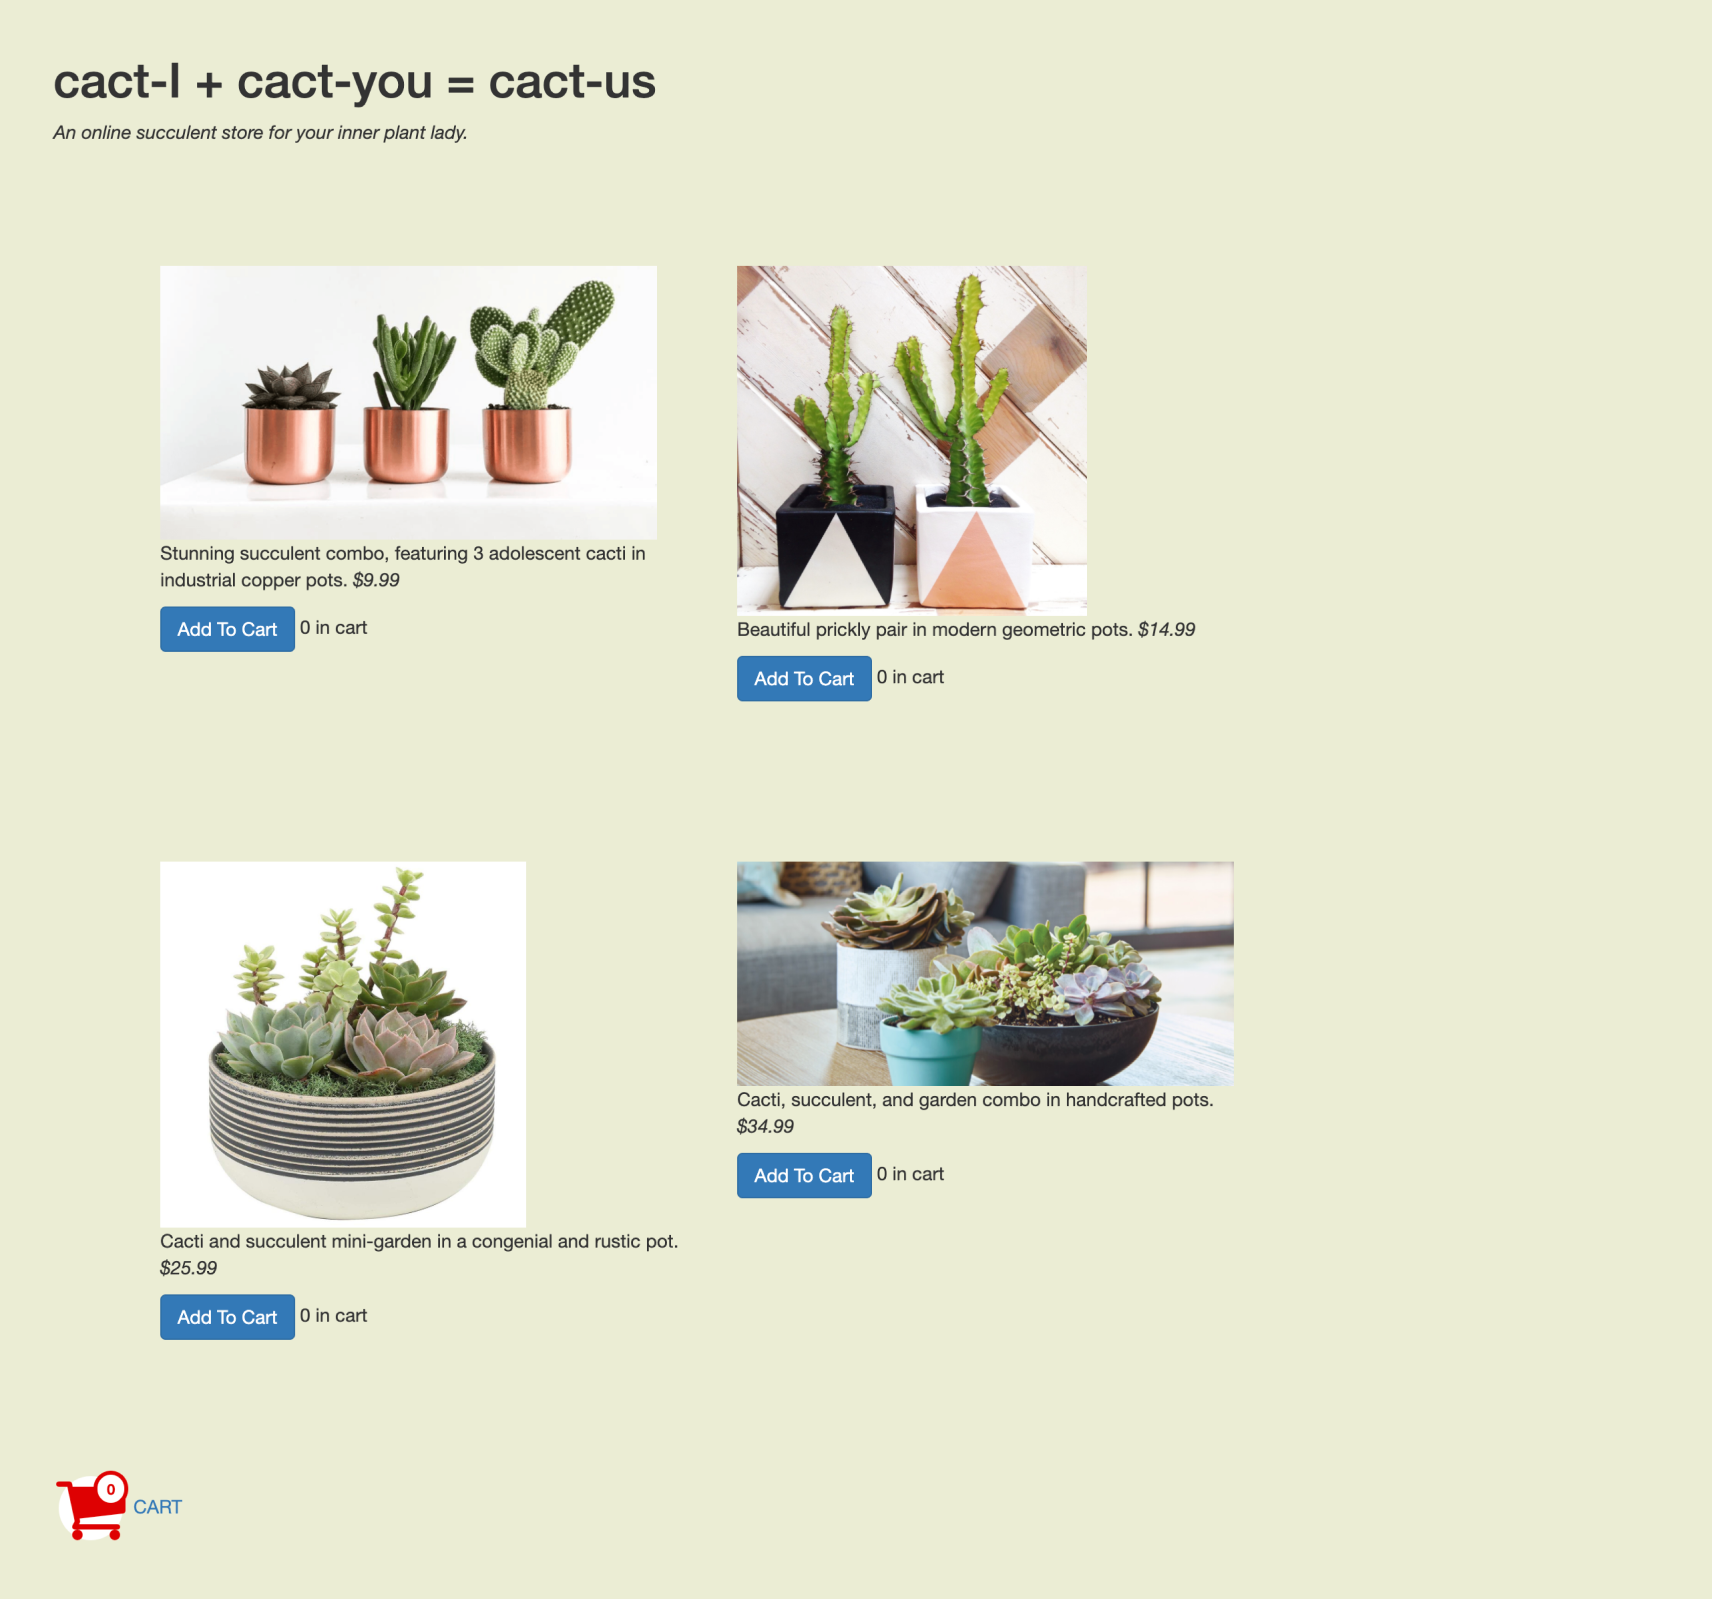 cact-I + cact-you = cact-us
An online succulent store for your inner plant lady.
Stunning succulent combo, featuring 3 adolescent cacti in
industrial copper pots. $9.99
Add To Cart 0 in cart
Beautiful prickly pair in modern geometric pots. $14.99
Add To Cart 0 in cart
Cacti and succulent mini-garden in a congenial and rustic pot.
$25.99
Add To Cart 0 in cart
Cacti, succulent, and garden combo in handcrafted pots.
$34.99
Add To Cart 0 in cart
0 CART